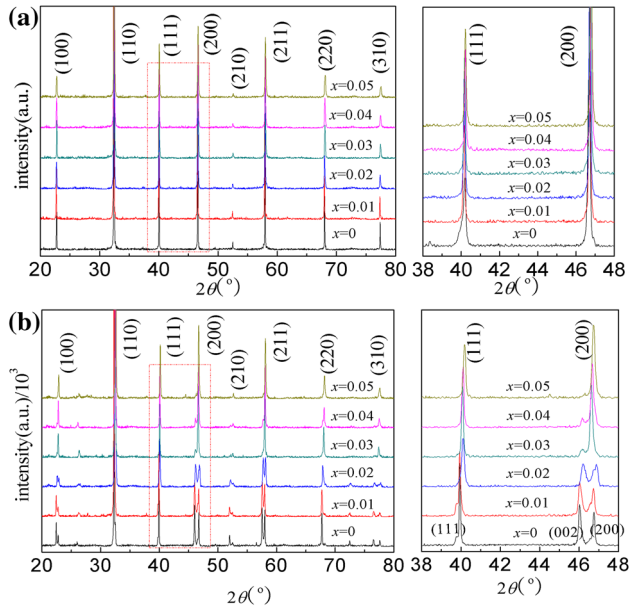 (a)
(100)
(110)
(111)
(200)
(210)
(211)
(220)
(310)
x=0.05
x=0.04
x=0.03
x=0.02
x=0.01
x=0
intensity(a.u.)
20 30 40 50 60 70 80
2θ(°)
(111)
(200)
x=0.05
x=0.04
x=0.03
x=0.02
x=0.01
x=0
38 40 42 44 46 48
2θ(°)
(b)
(100)
(110)
(111)
(200)
(210)
(211)
(220)
(310)
x=0.05
x=0.04
x=0.03
x=0.02
x=0.01
x=0
intensity(a.u.)/10³
20 30 40 50 60 70 80
2θ(°)
(111)
(200)
x=0.05
x=0.04
x=0.03
x=0.02
x=0.01
(111) x=0 (002) (200)
38 40 42 44 46 48
2θ(°)